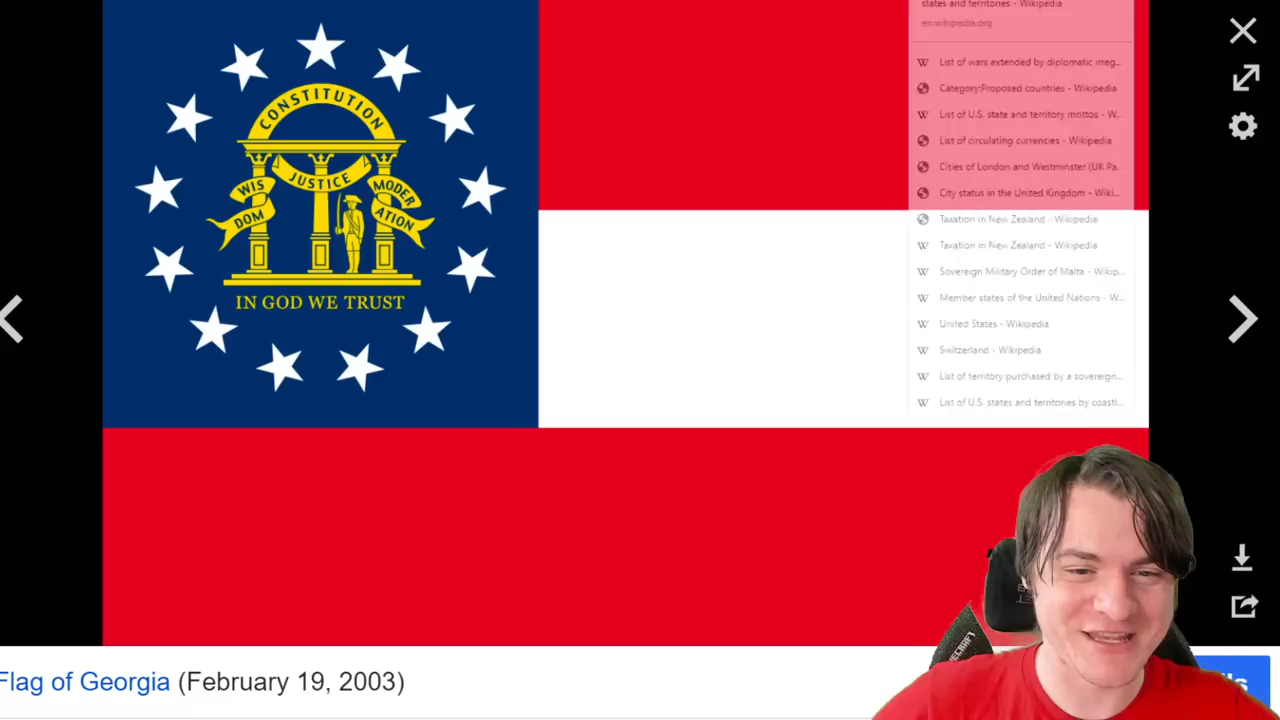 states and territories - Wikipedia
en.wikipedia.org
List of wars extended by diplomatic irreg...
Category:Proposed countries - Wikipedia
List of U.S. state and territory mottos - W...
List of circulating currencies - Wikipedia
Cities of London and Westminster (UK Pa...
City status in the United Kingdom - Wiki...
Taxation in New Zealand - Wikipedia
Taxation in New Zealand - Wikipedia
Sovereign Military Order of Malta - Wikip...
Member states of the United Nations - W...
United States - Wikipedia
Switzerland - Wikipedia
List of territory purchased by a sovereign...
List of U.S. states and territories by coastl...
CONSTITUTION
WIS
DOM
JUSTICE
MODER
ATION
IN GOD WE TRUST
Flag of Georgia (February 19, 2003)